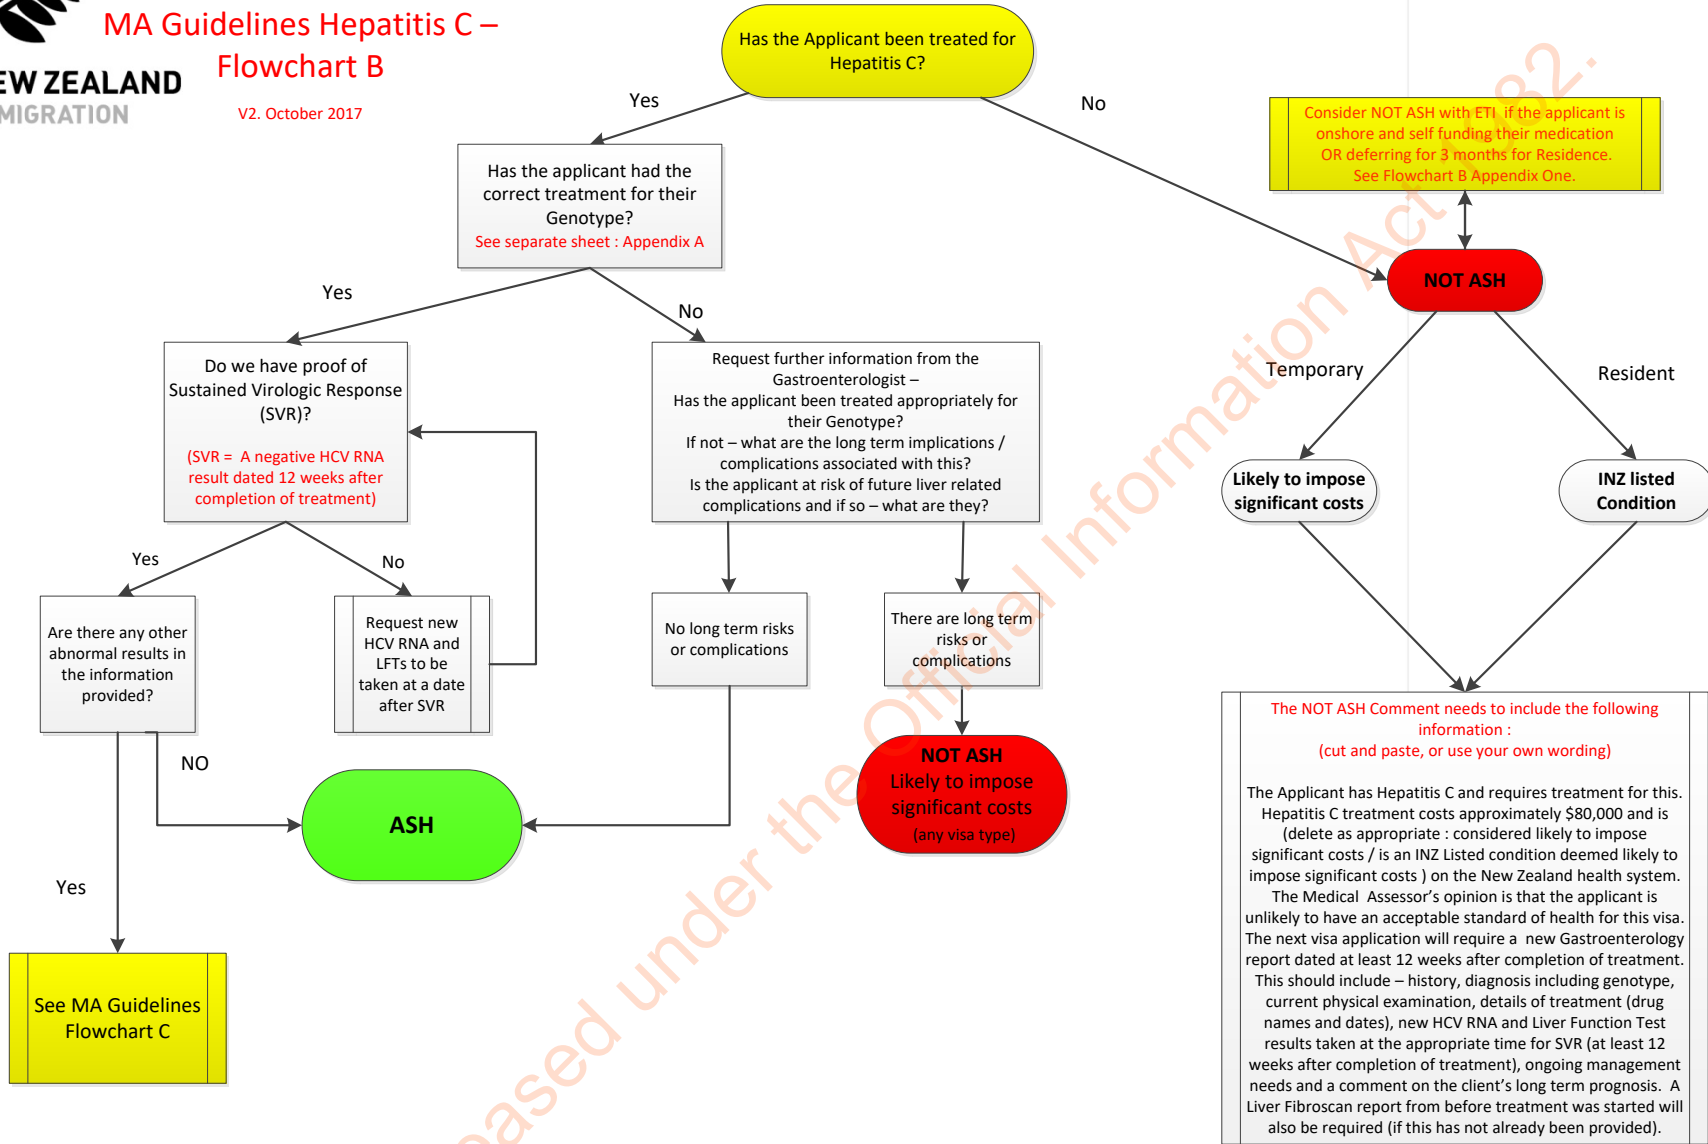 MA Guidelines Hepatitis C –
Flowchart B
EW ZEALAND
MIGRATION
V2. October 2017
Has the Applicant been treated for
Hepatitis C?
Yes
No
Consider NOT ASH with ETI if the applicant is
onshore and self funding their medication
OR deferring for 3 months for Residence.
See Flowchart B Appendix One.
Has the applicant had the
correct treatment for their
Genotype?
See separate sheet : Appendix A
NOT ASH
Yes
No
Do we have proof of
Sustained Virologic Response
(SVR)?
(SVR = A negative HCV RNA
result dated 12 weeks after
completion of treatment)
Request further information from the
Gastroenterologist –
Has the applicant been treated appropriately for
their Genotype?
If not – what are the long term implications /
complications associated with this?
Is the applicant at risk of future liver related
complications and if so – what are they?
Temporary
Resident
Likely to impose
significant costs
INZ listed
Condition
Yes
No
Are there any other
abnormal results in
the information
provided?
Request new
HCV RNA and
LFTs to be
taken at a date
after SVR
No long term risks
or complications
There are long term
risks or
complications
NO
ASH
NOT ASH
Likely to impose
significant costs
(any visa type)
Yes
See MA Guidelines
Flowchart C
The NOT ASH Comment needs to include the following
information :
(cut and paste, or use your own wording)
The Applicant has Hepatitis C and requires treatment for this.
Hepatitis C treatment costs approximately $80,000 and is
(delete as appropriate : considered likely to impose
significant costs / is an INZ Listed condition deemed likely to
impose significant costs ) on the New Zealand health system.
The Medical Assessor's opinion is that the applicant is
unlikely to have an acceptable standard of health for this visa.
The next visa application will require a new Gastroenterology
report dated at least 12 weeks after completion of treatment.
This should include – history, diagnosis including genotype,
current physical examination, details of treatment (drug
names and dates), new HCV RNA and Liver Function Test
results taken at the appropriate time for SVR (at least 12
weeks after completion of treatment), ongoing management
needs and a comment on the client's long term prognosis. A
Liver Fibroscan report from before treatment was started will
also be required (if this has not already been provided).
eased under the Official Information Act 1982.